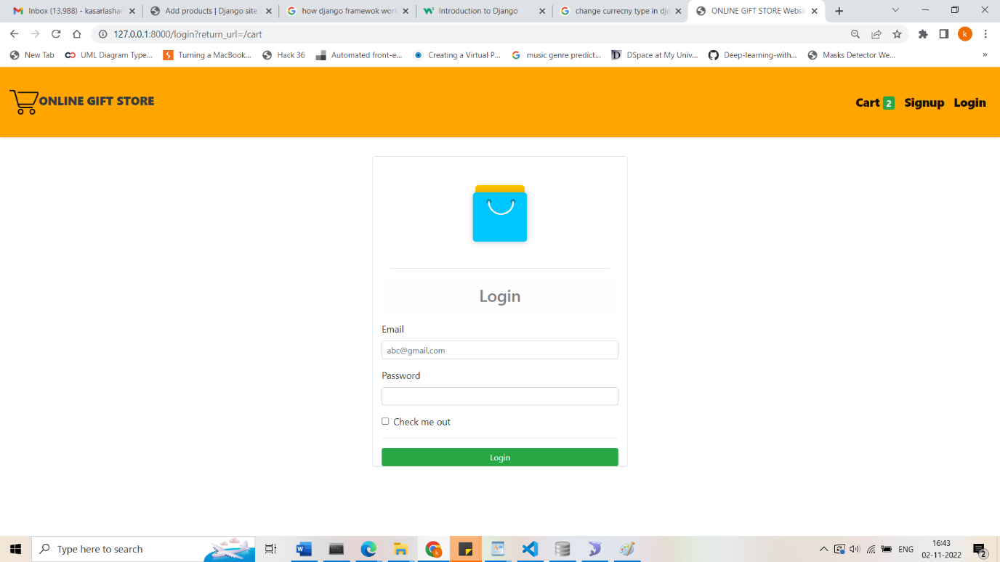 Inbox (13,988) - kasarlashar
Add products | Django site
how django framewok work
Introduction to Django
change currecny type in dja
ONLINE GIFT STORE Websi
127.0.0.1:8000/login?return_url=/cart
k
New Tab
UML Diagram Type...
Turning a MacBook...
Hack 36
Automated front-e...
Creating a Virtual P...
music genre predict...
DSpace at My Univ...
Deep-learning-with...
Masks Detector We...
»
ONLINE GIFT STORE
Cart 2 Signup Login
Login
Email
abc@gmail.com
Password
Check me out
Login
Type here to search
ENG
16:43
02-11-2022
2